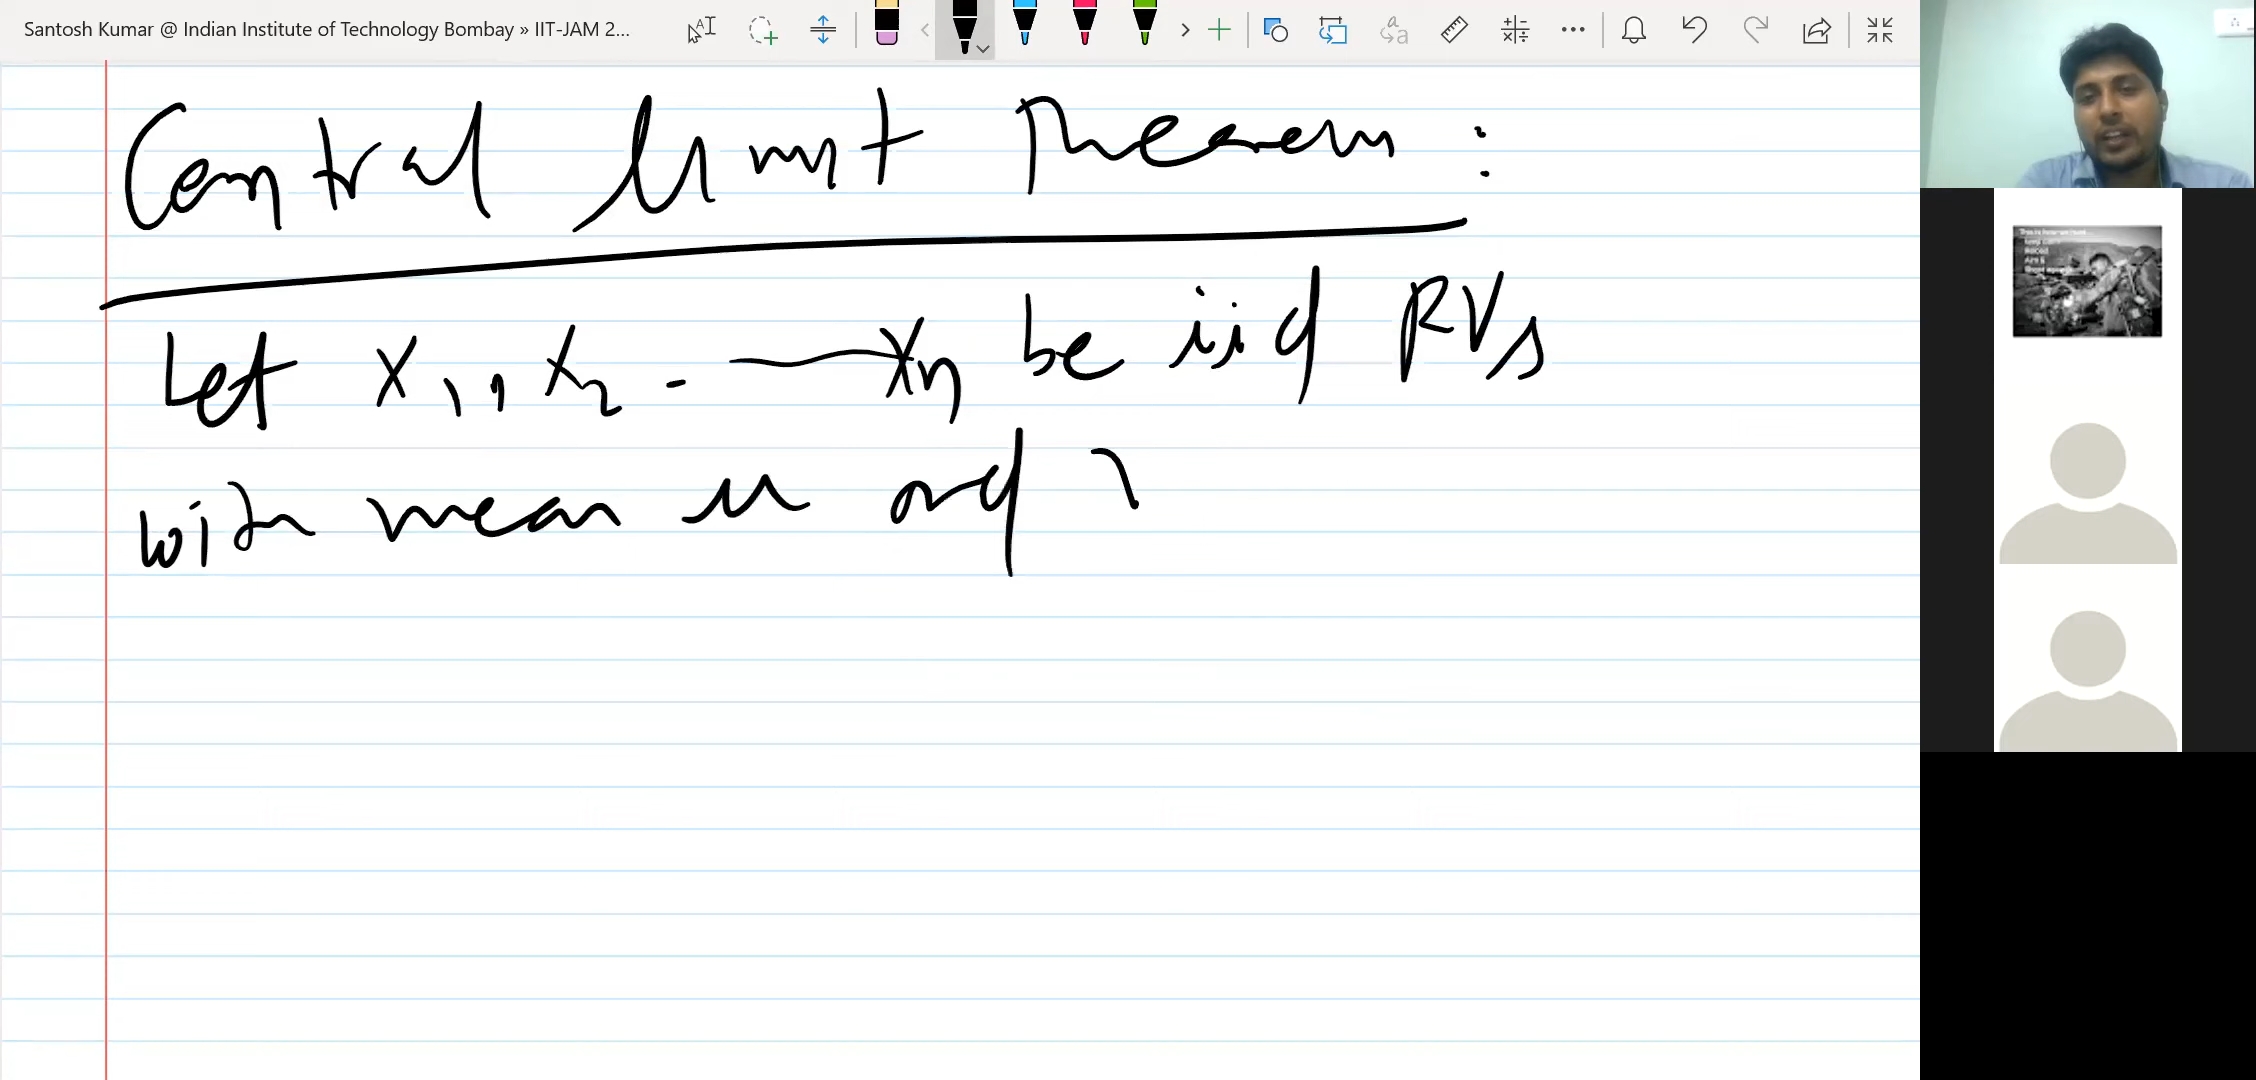 Santosh Kumar @ Indian Institute of Technology Bombay » IIT-JAM 2...
Central limit Theorem :
Let X1, X2 - — Xn be iid RVs
with mean μ and